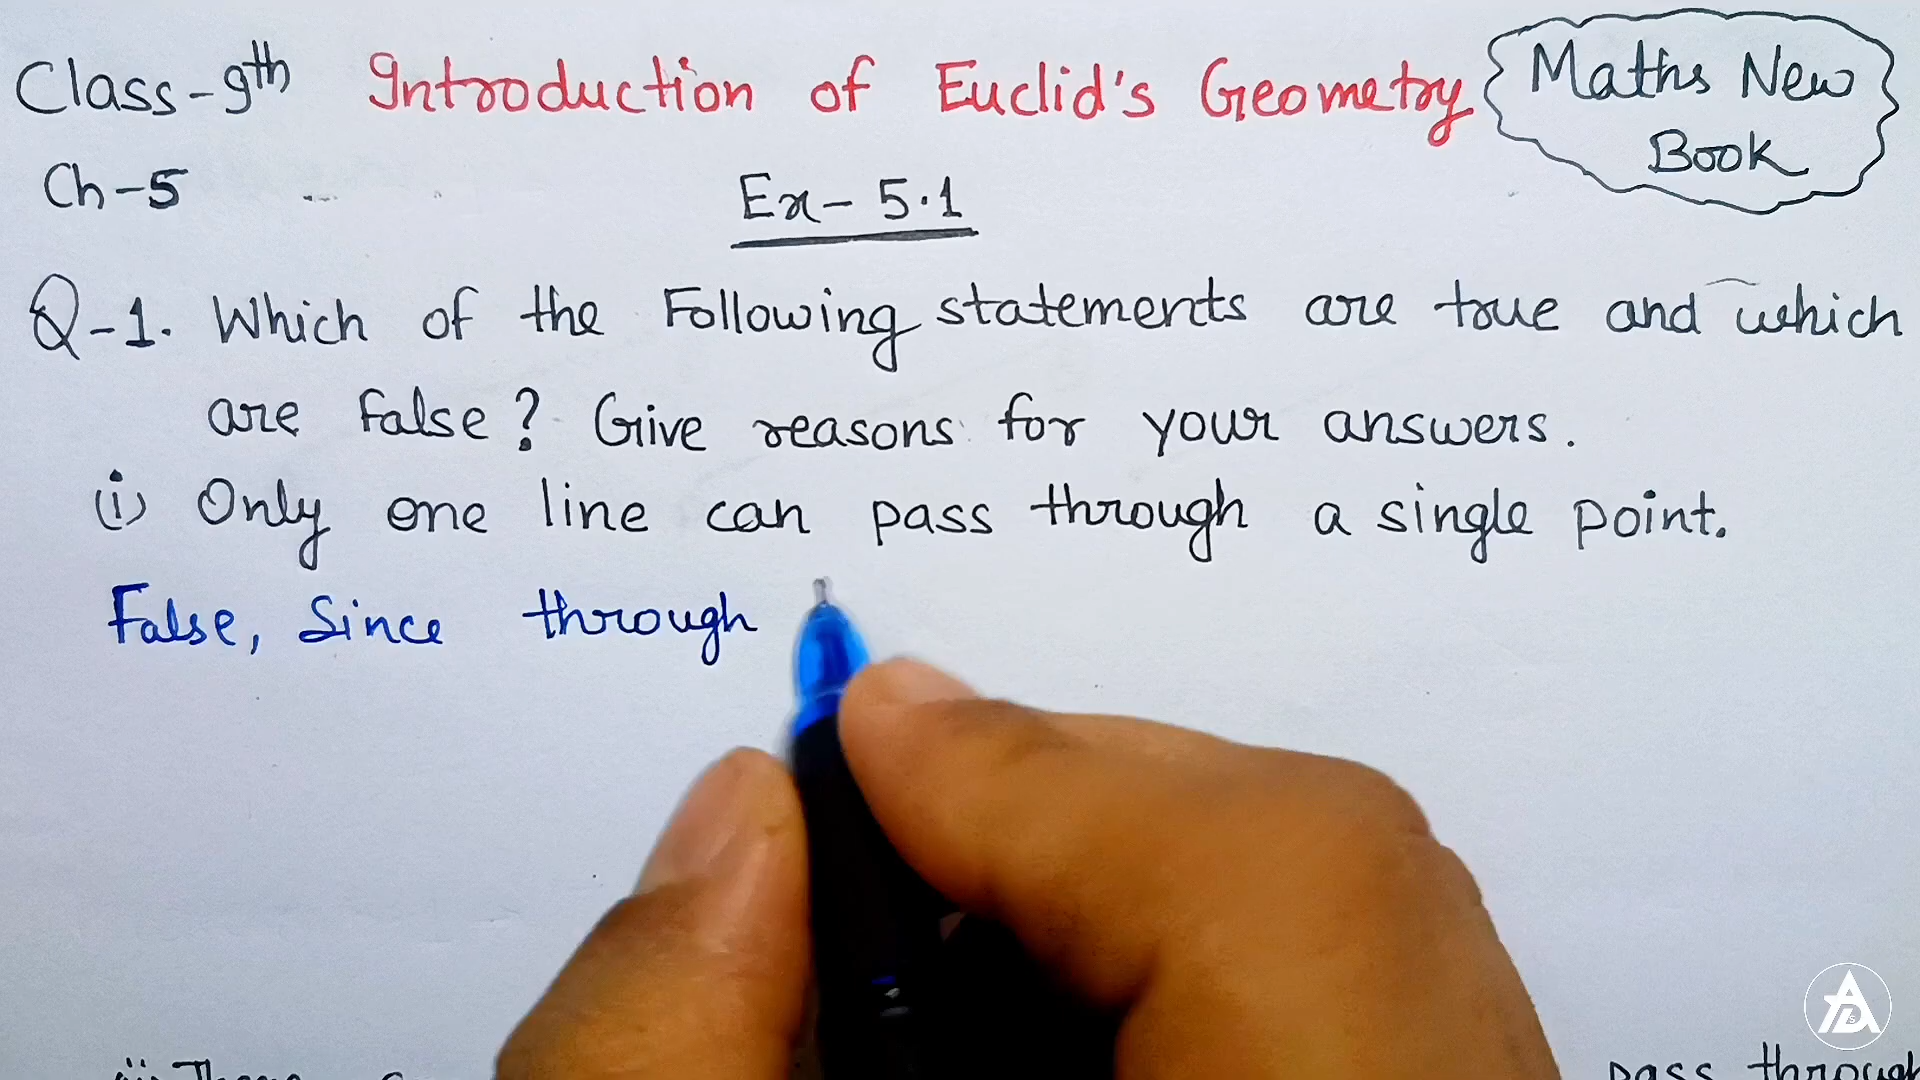 Class-9th Introduction of Euclid's Geometry
Maths New
Book
Ch-5
Ex-5.1
Q-1. Which of the Following statements are true and which
are False? Give reasons for your answers.
(i) Only one line can pass through a single point.
False, Since through
pass through